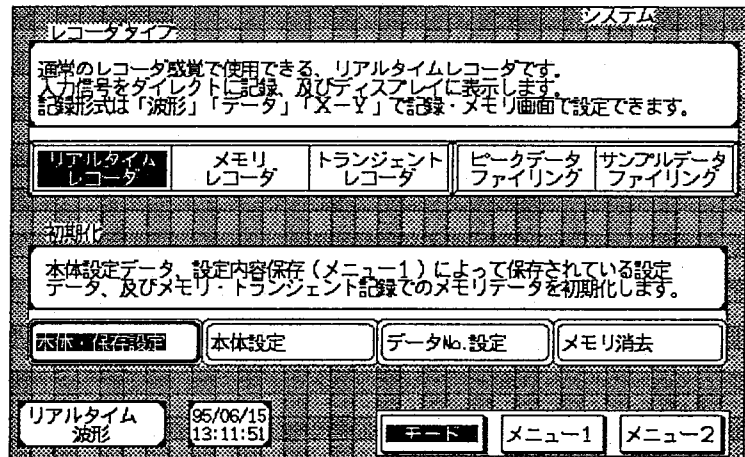 システム
レコーダタイプ
通常のレコーダ感覚で使用できる、リアルタイムレコーダです。
入力信号をダイレクトに記録、及びディスプレイに表示します。
記録形式は「波形」「データ」「X－Y」で記録・メモリ画面で設定できます。
リアルタイム
レコーダ
メモリ
レコーダ
トランジェント
レコーダ
ピークデータ
ファイリング
サンプルデータ
ファイリング
初期化
本体設定データ、設定内容保存(メニュー1)によって保存されている設定
データ、及びメモリ・トランジェント記録でのメモリデータを初期化します。
本体・保存設定
本体設定
データNo.設定
メモリ消去
リアルタイム
波形
95/06/15
13:11:51
モード
メニュー1
メニュー2